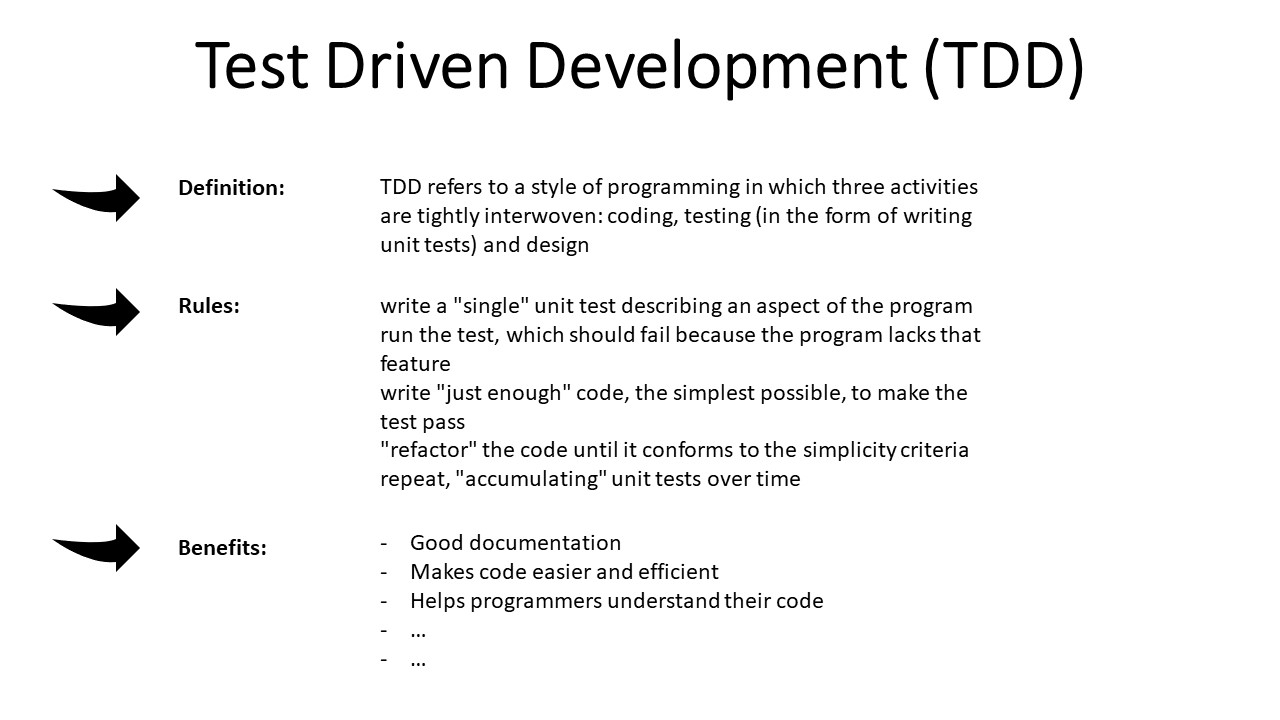 Test Driven Development (TDD)
Definition:
TDD refers to a style of programming in which three activities
are tightly interwoven: coding, testing (in the form of writing
unit tests) and design
Rules:
write a "single" unit test describing an aspect of the program
run the test, which should fail because the program lacks that
feature
write "just enough" code, the simplest possible, to make the
test pass
"refactor" the code until it conforms to the simplicity criteria
repeat, "accumulating" unit tests over time
Benefits:
- Good documentation
- Makes code easier and efficient
- Helps programmers understand their code
- …
- …